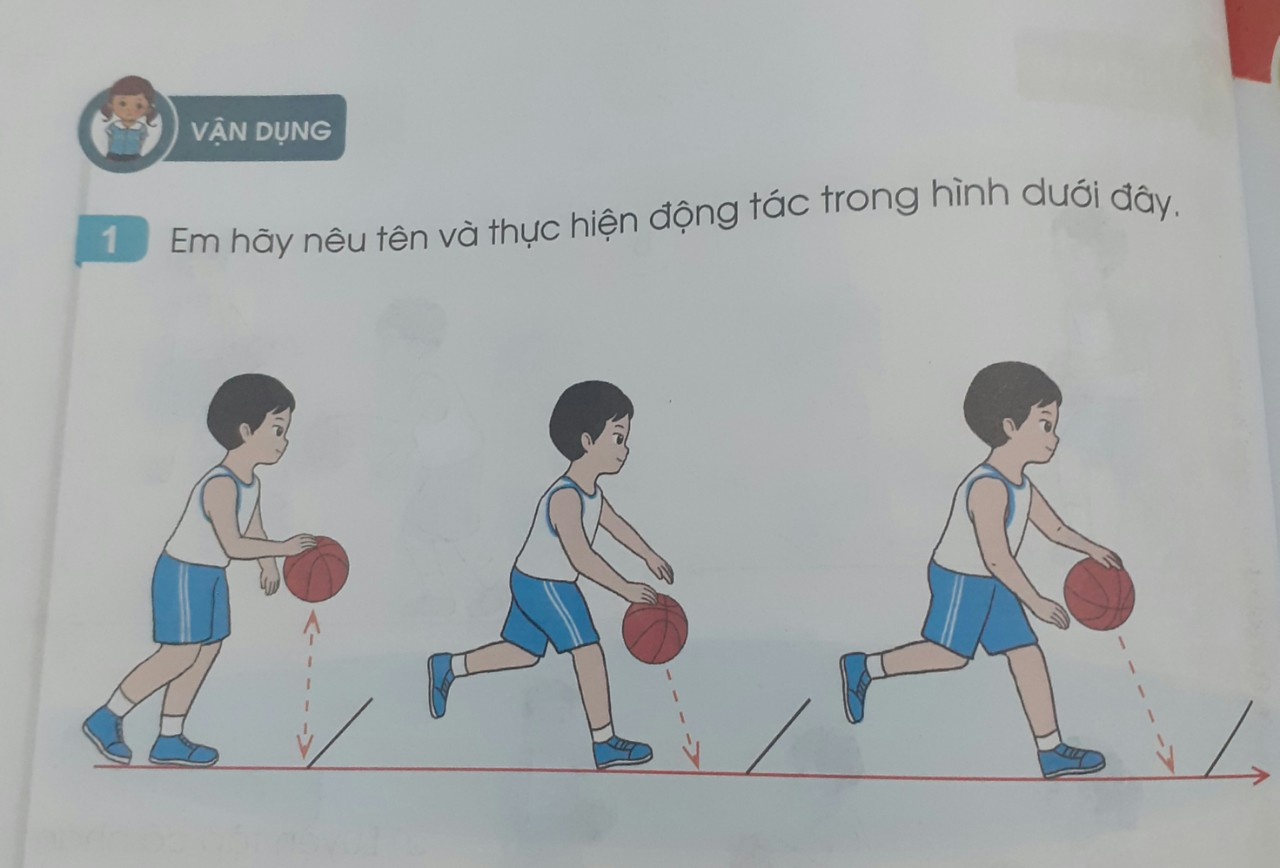 VẬN DỤNG
1 Em hãy nêu tên và thực hiện động tác trong hình dưới đây.